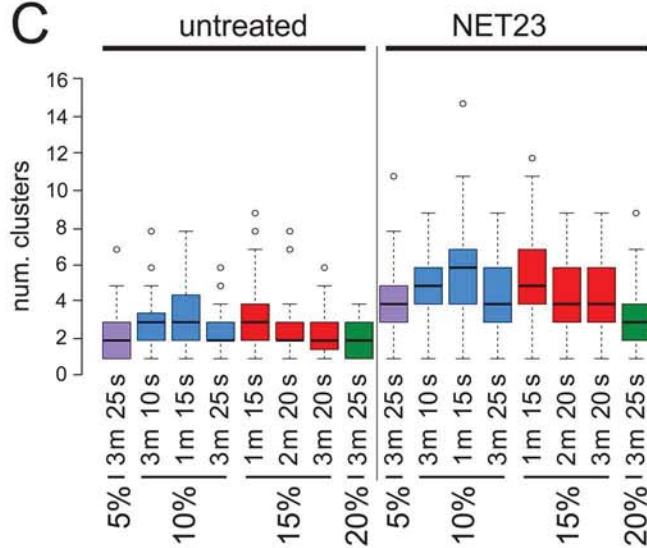 C
untreated NET23
num. clusters
16
14
12
10
8
6
4
2
0
3m 25 s
3m 10 s
1m 15 s
3m 25 s
1m 15 s
2m 20 s
3m 20 s
3m 25 s
3m 25 s
3m 10 s
1m 15 s
3m 25 s
1m 15 s
2m 20 s
3m 20 s
3m 25 s
5%
10%
15%
20%
5%
10%
15%
20%